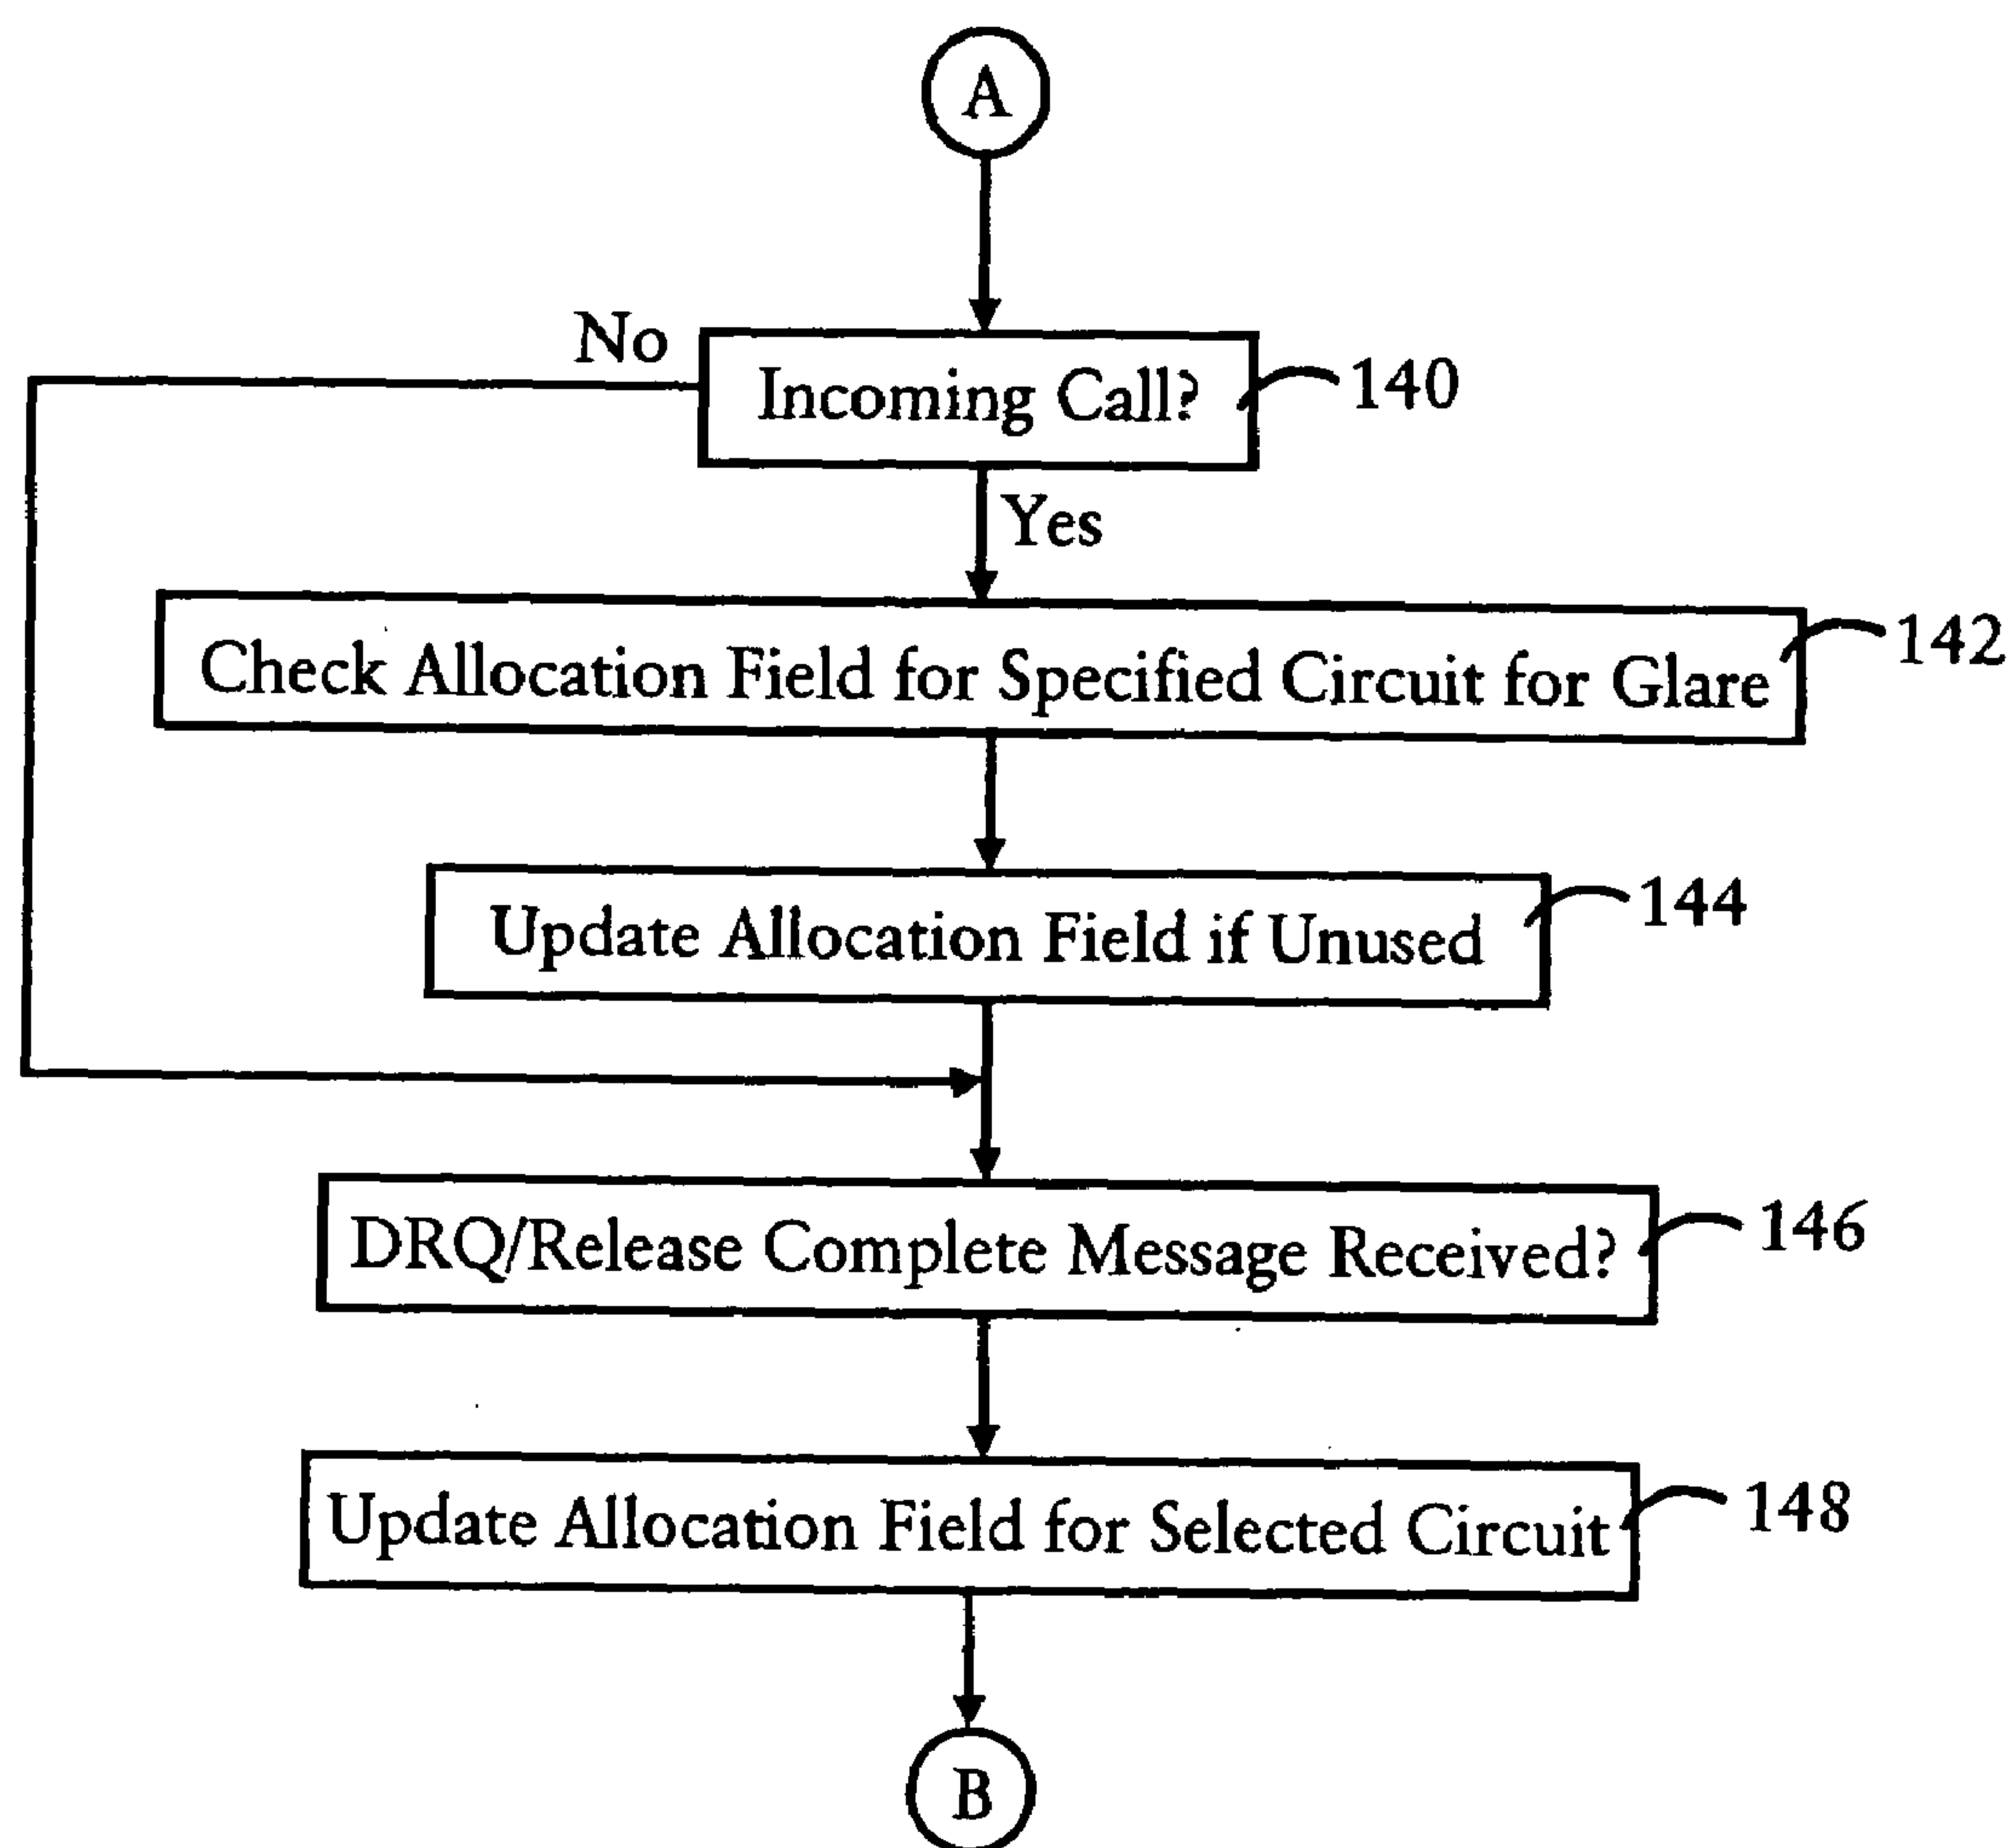 A
No
Incoming Call?
140
Yes
Check Allocation Field for Specified Circuit for Glare
142
Update Allocation Field if Unused
144
DRQ/Release Complete Message Received?
146
Update Allocation Field for Selected Circuit
148
B